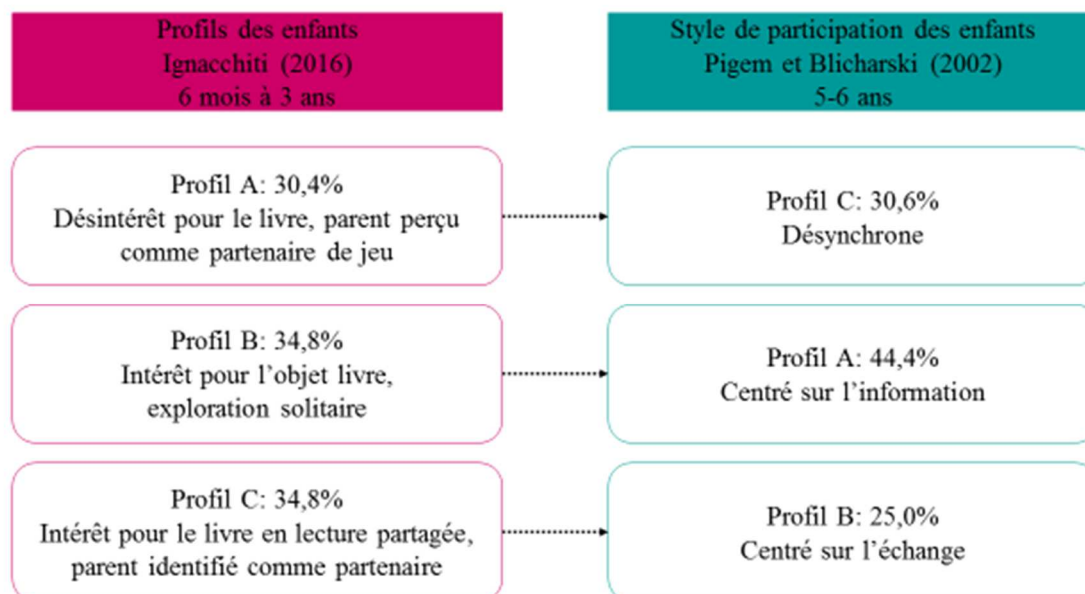 Profils des enfants
Ignacchiti (2016)
6 mois à 3 ans
Style de participation des enfants
Pigem et Blicharski (2002)
5-6 ans
Profil A: 30,4%
Désintérêt pour le livre, parent perçu
comme partenaire de jeu
Profil C: 30,6%
Désynchrone
Profil B: 34,8%
Intérêt pour l'objet livre,
exploration solitaire
Profil A: 44,4%
Centré sur l'information
Profil C: 34,8%
Intérêt pour le livre en lecture partagée,
parent identifié comme partenaire
Profil B: 25,0%
Centré sur l'échange